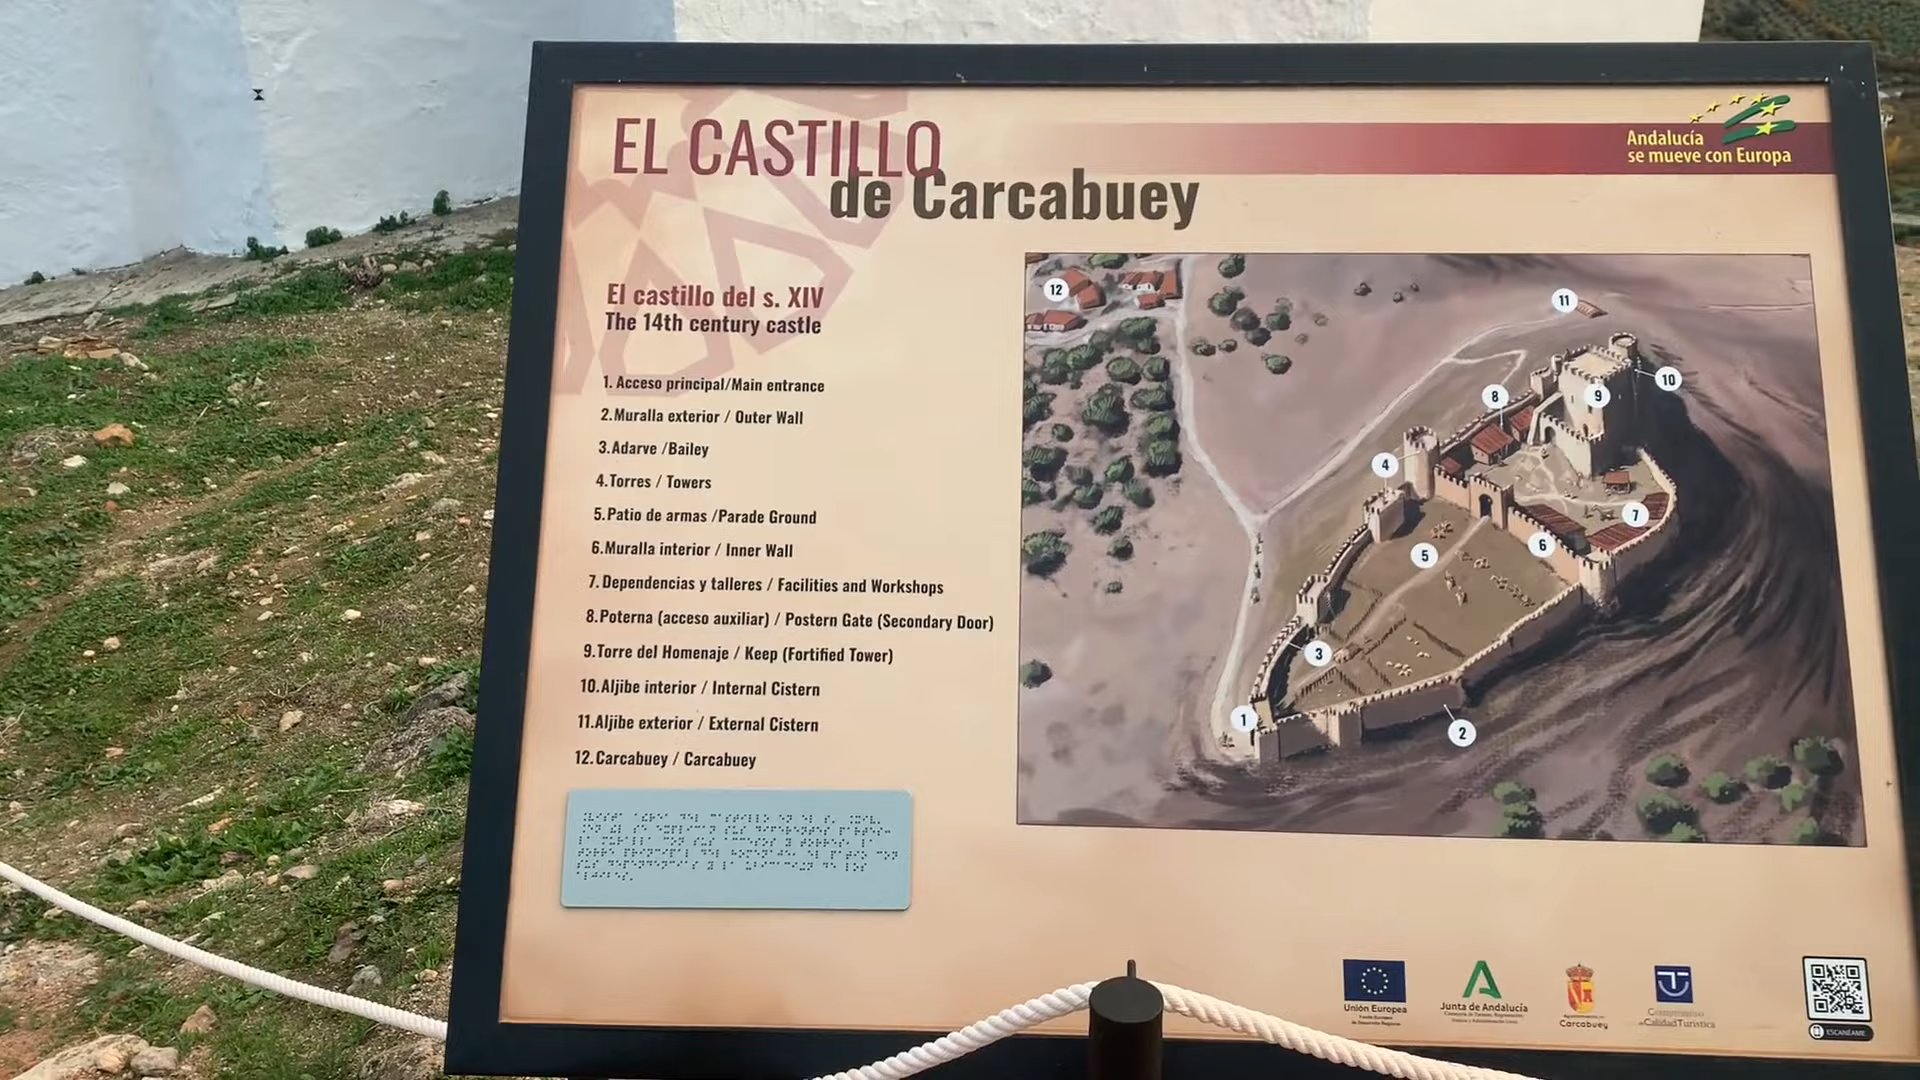 EL CASTILLO
de Carcabuey
Andalucía
se mueve con Europa
El castillo del s. XIV
The 14th century castle
1. Acceso principal/Main entrance
2.Muralla exterior / Outer Wall
3.Adarve /Bailey
4.Torres / Towers
5.Patio de armas /Parade Ground
6.Muralla interior / Inner Wall
7. Dependencias y talleres / Facilities and Workshops
8.Poterna (acceso auxiliar) / Postern Gate (Secondary Door)
9.Torre del Homenaje / Keep (Fortified Tower)
10.Aljibe interior / Internal Cistern
11.Aljibe exterior / External Cistern
12.Carcabuey / Carcabuey
12
11
10
9
8
4
7
6
5
3
1
2
Unión Europea
Junta de Andalucía
Carcabuey
Compromiso
de Calidad Turística
ESCANÉAME